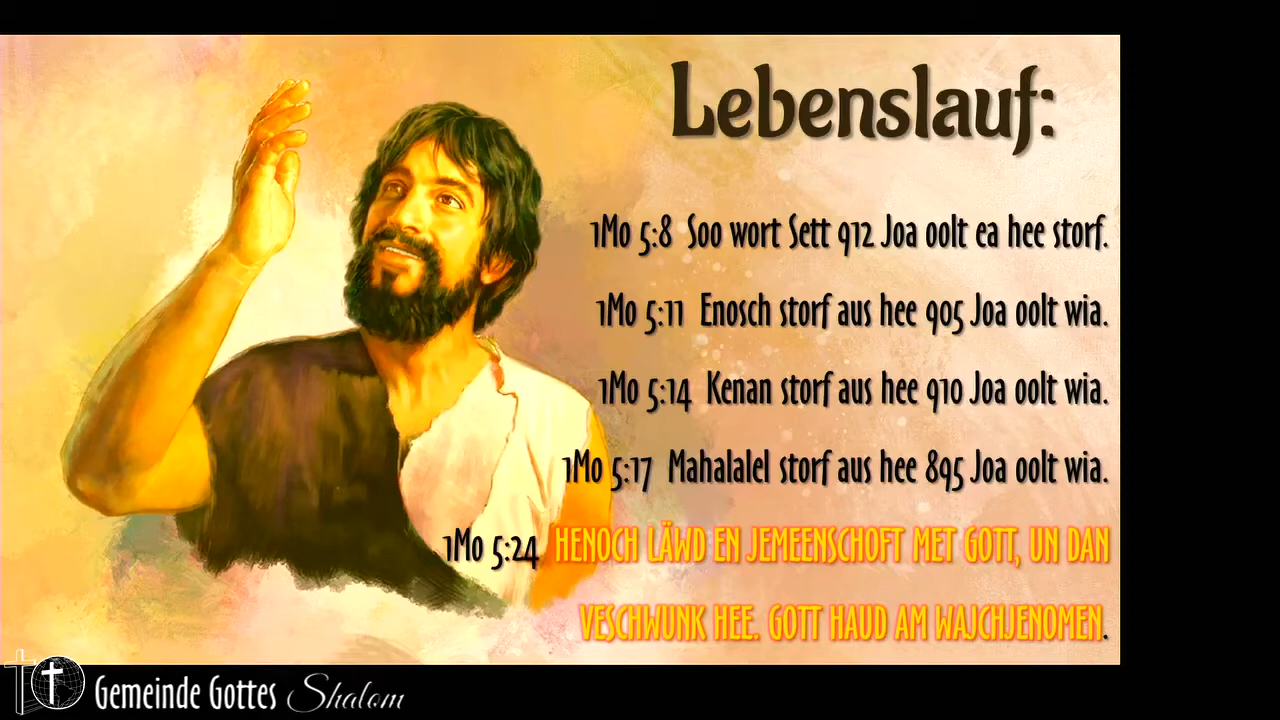 Lebenslauf:
1Mo 5:8 Soo wort Sett 912 Joa oolt ea hee storf.
1Mo 5:11 Enosch storf aus hee 905 Joa oolt wia.
1Mo 5:14 Kenan storf aus hee 910 Joa oolt wia.
1Mo 5:17 Mahalalel storf aus hee 895 Joa oolt wia.
1Mo 5:24 HENOCH LÄWD EN JEMEENSCHOFT MET GOTT, UN DAN
VESCHWUNK HEE. GOTT HAUD AM WAJCHJENOMEN.
Gemeinde Gottes Shalom